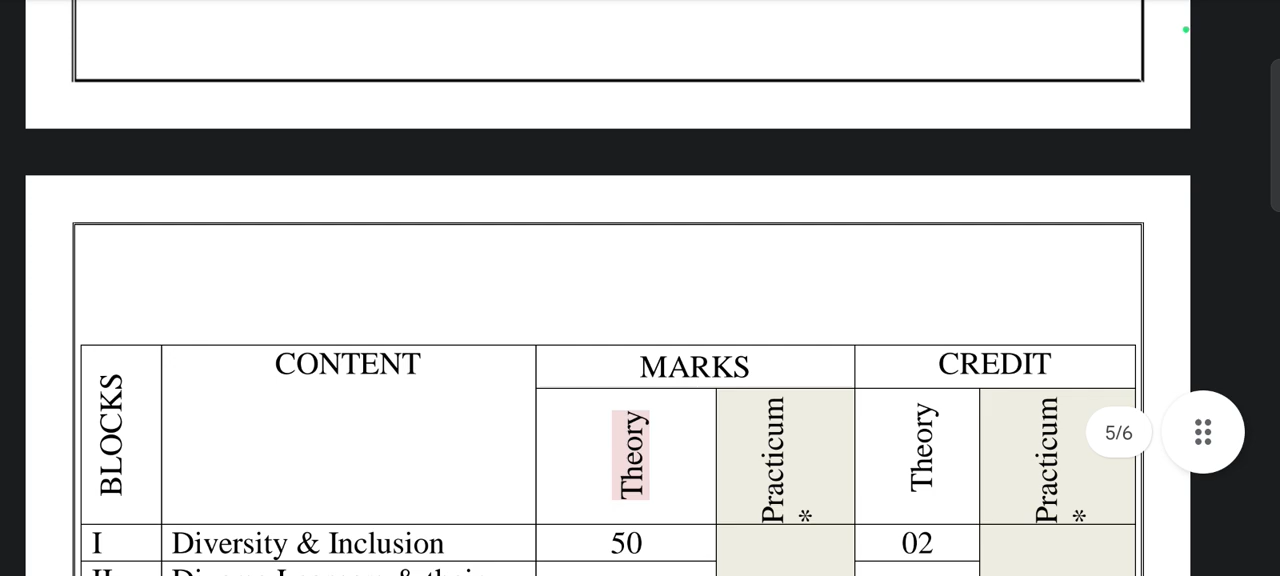 BLOCKS
CONTENT
MARKS
CREDIT
Theory
Practicum
*
Theory
Practicum
*
5/6
I
Diversity & Inclusion
50
02